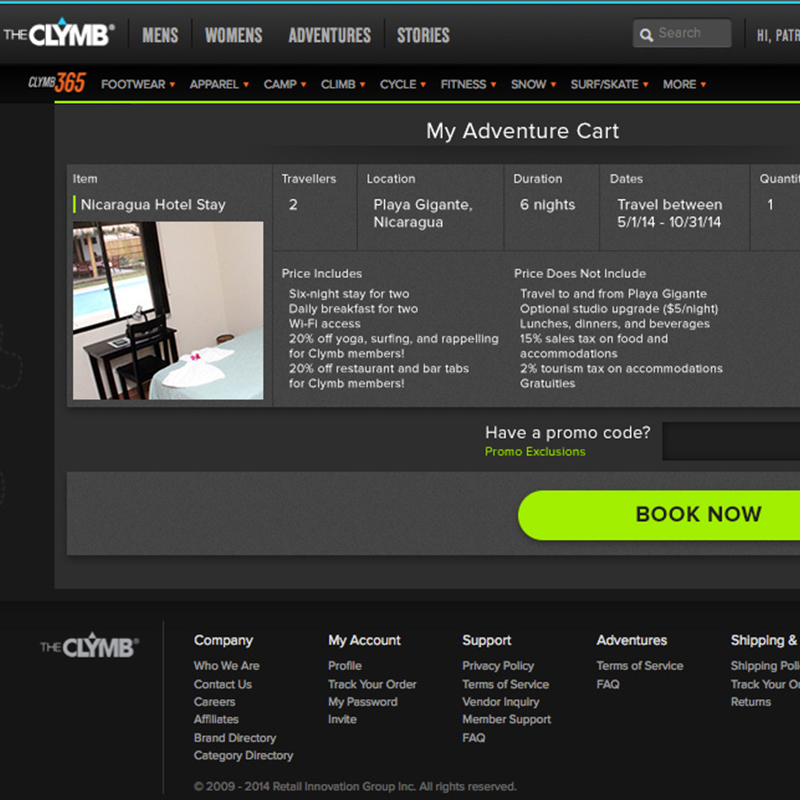 THE CLYMB® MENS WOMENS ADVENTURES STORIES Search HI, PATR
CLYMB365 FOOTWEAR APPAREL CAMP CLIMB CYCLE FITNESS SNOW SURF/SKATE MORE
My Adventure Cart
Item Travellers Location Duration Dates Quantit
Nicaragua Hotel Stay 2 Playa Gigante, 6 nights Travel between 1
Nicaragua 5/1/14 - 10/31/14
Price Includes
Six-night stay for two
Daily breakfast for two
Wi-Fi access
20% off yoga, surfing, and rappelling
for Clymb members!
20% off restaurant and bar tabs
for Clymb members!
Price Does Not Include
Travel to and from Playa Gigante
Optional studio upgrade ($5/night)
Lunches, dinners, and beverages
15% sales tax on food and
accommodations
2% tourism tax on accommodations
Gratuities
Have a promo code?
Promo Exclusions
BOOK NOW
THE CLYMB®
Company
Who We Are
Contact Us
Careers
Affiliates
Brand Directory
Category Directory
My Account
Profile
Track Your Order
My Password
Invite
Support
Privacy Policy
Terms of Service
Vendor Inquiry
Member Support
FAQ
Adventures
Terms of Service
FAQ
Shipping &
Shipping Poli
Track Your Or
Returns
© 2009 - 2014 Retail Innovation Group Inc. All rights reserved.